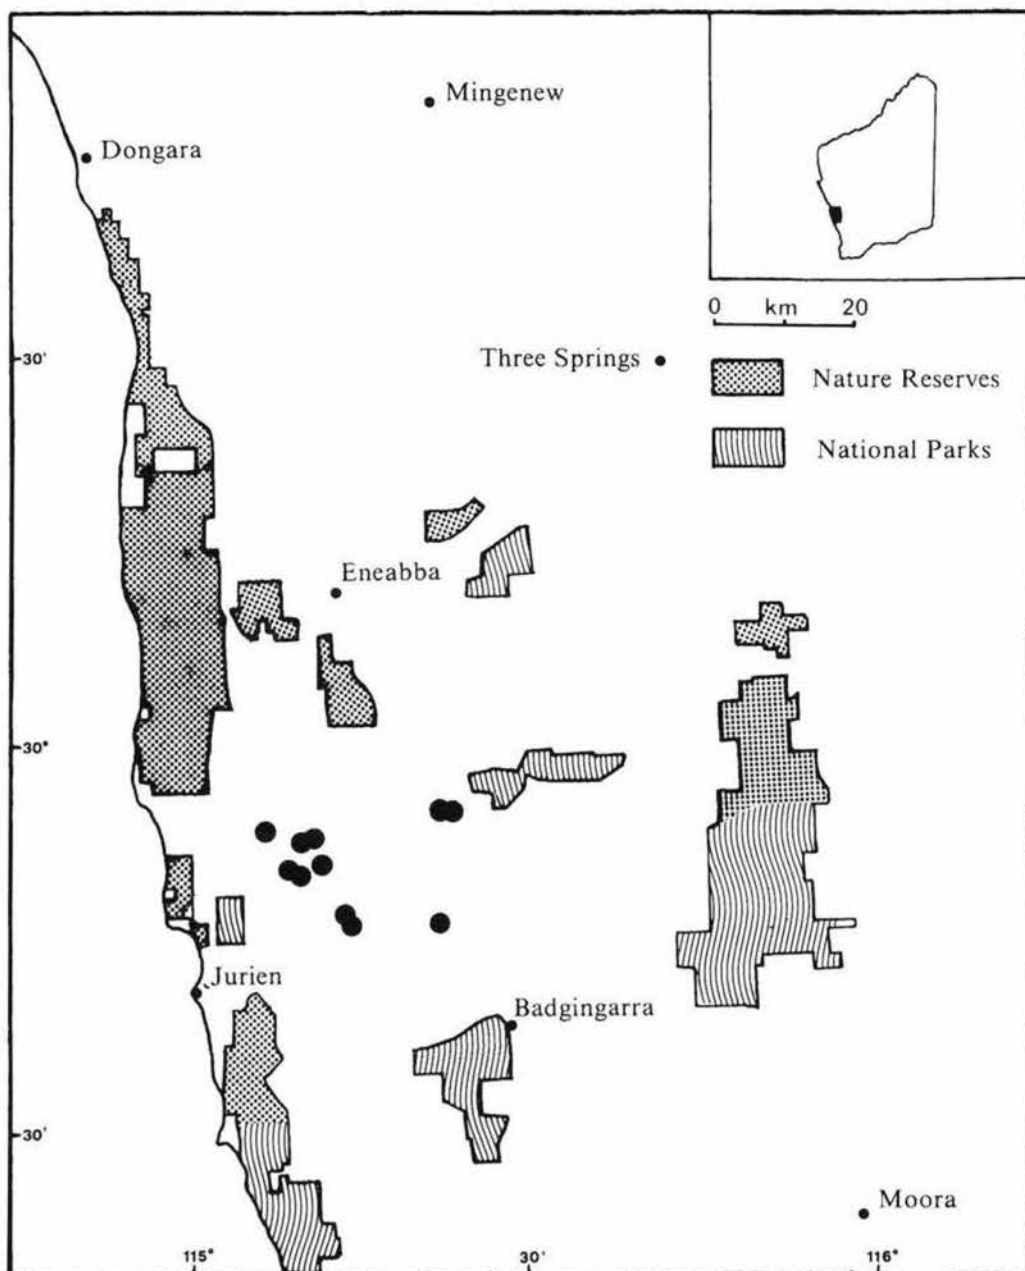 Mingenew
Dongara
0 km 20
30'
Three Springs
Nature Reserves
National Parks
Eneabba
30°
Jurien
Badgingarra
30'
Moora
115° 30' 116°